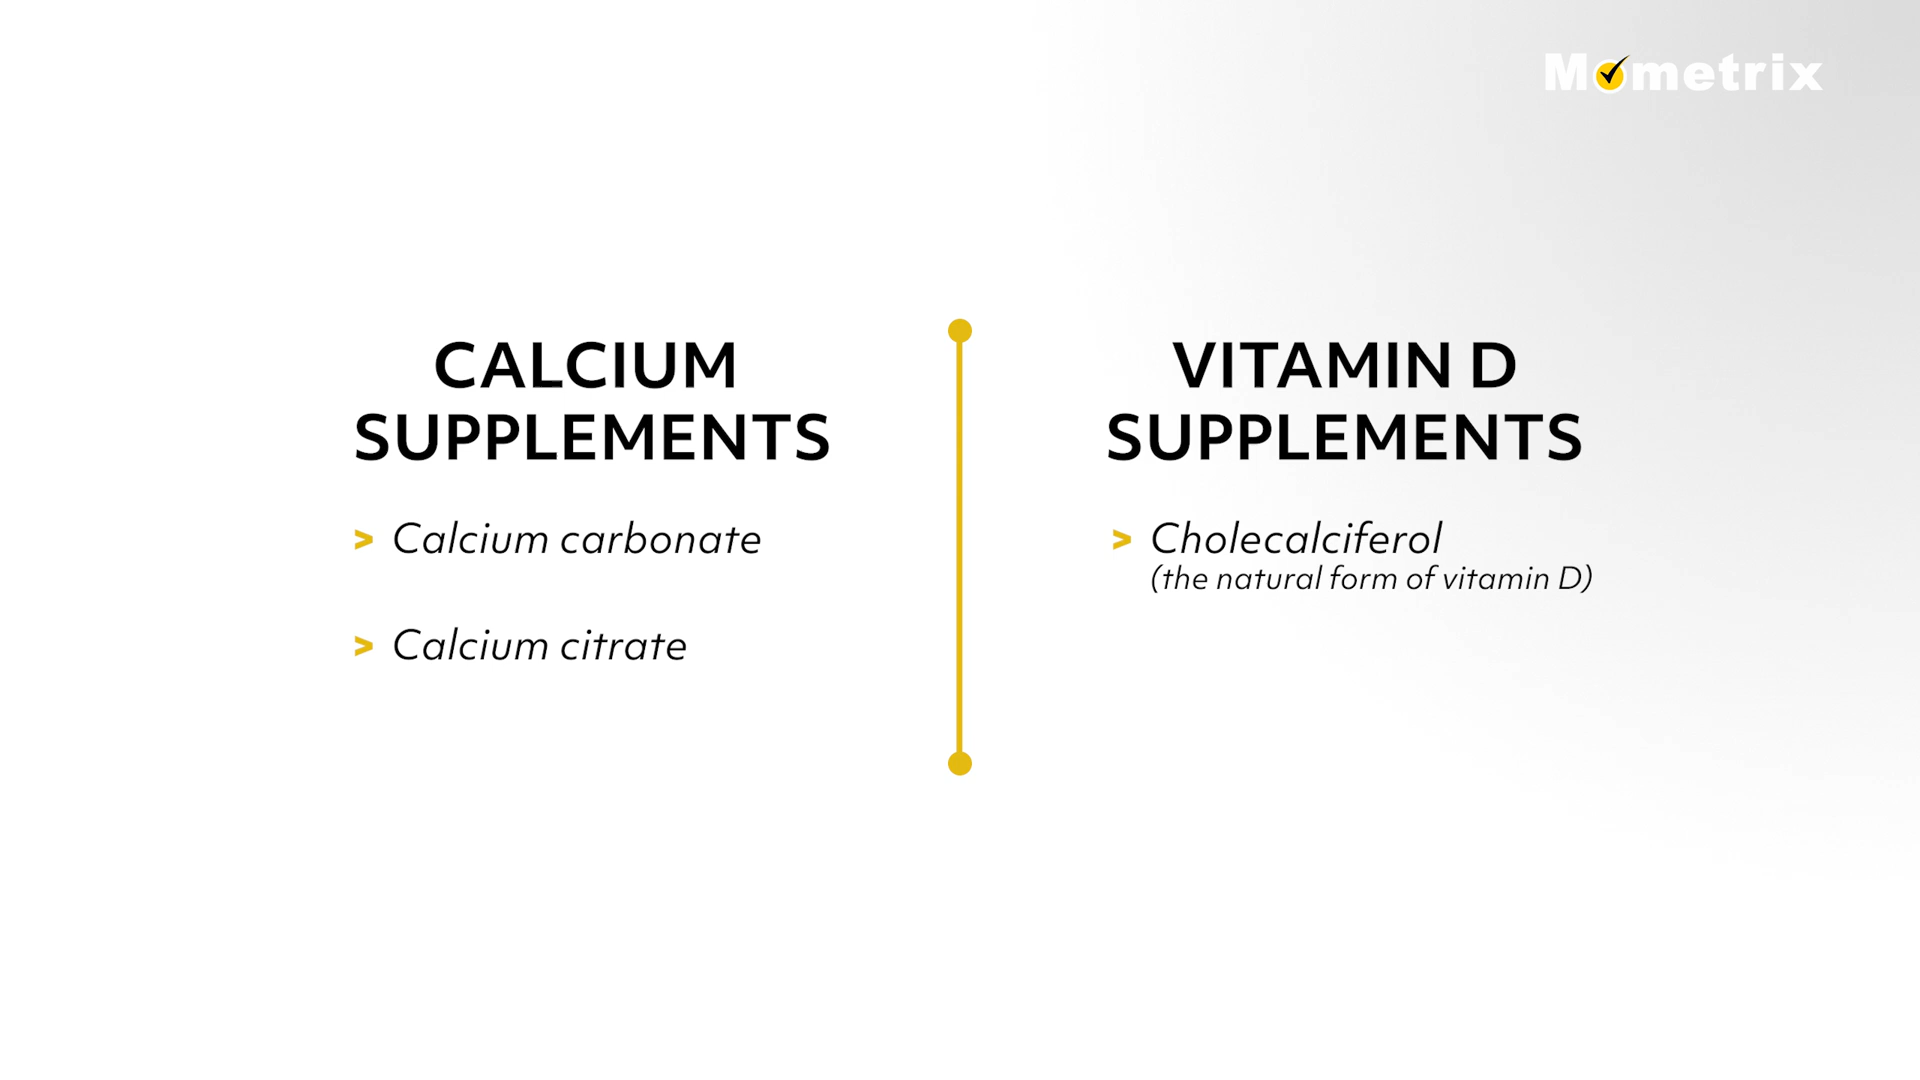 Mometrix
CALCIUM
SUPPLEMENTS
> Calcium carbonate
> Calcium citrate
VITAMIN D
SUPPLEMENTS
> Cholecalciferol
(the natural form of vitamin D)